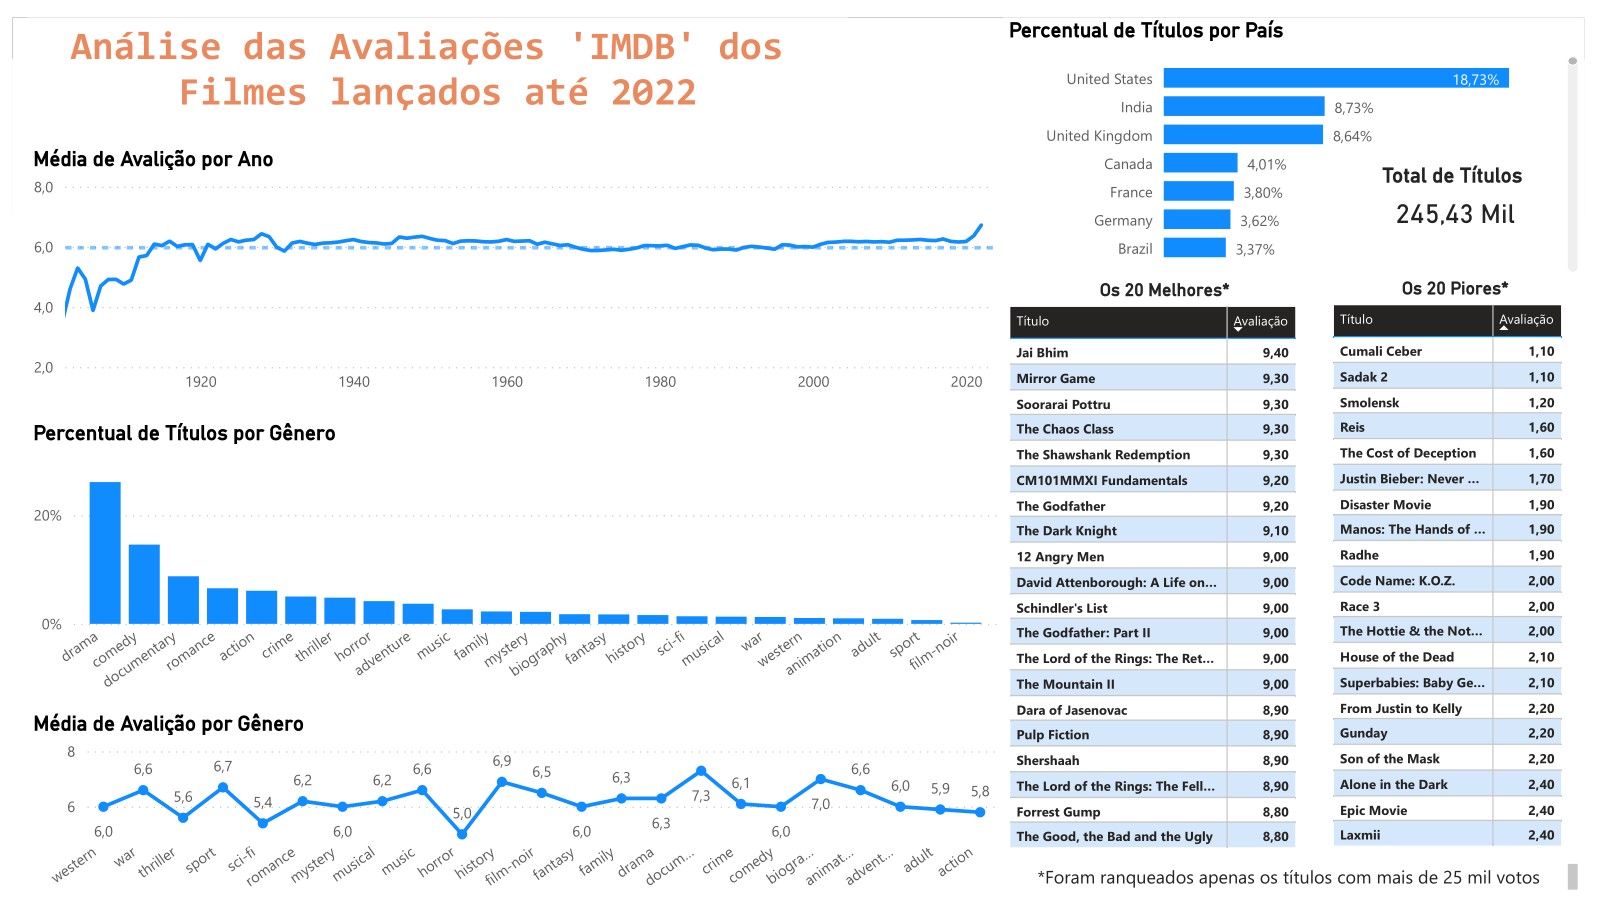 Análise das Avaliações 'IMDB' dos
Filmes lançados até 2022
Média de Avalição por Ano
8,0
6,0
4,0
2,0
1920 1940 1960 1980 2000 2020
Percentual de Títulos por Gênero
20%
0%
drama comedy documentary romance action crime thriller horror adventure music family mystery biography fantasy history sci-fi musical war western animation adult sport film-noir
Média de Avalição por Gênero
8
6
6,0 6,6 5,6 6,7 5,4 6,2 6,0 6,2 6,6 5,0 6,9 6,5 6,0 6,3 6,3 7,3 6,1 6,0 7,0 6,6 6,0 5,9 5,8
western war thriller sport sci-fi romance mystery musical music horror history film-noir fantasy family drama docum... crime comedy biogra... animat... advent... adult action
Percentual de Títulos por País
United States 18,73%
India 8,73%
United Kingdom 8,64%
Canada 4,01%
France 3,80%
Germany 3,62%
Brazil 3,37%
Total de Títulos
245,43 Mil
Os 20 Melhores*
Título Avaliação
Jai Bhim 9,40
Mirror Game 9,30
Soorarai Pottru 9,30
The Chaos Class 9,30
The Shawshank Redemption 9,30
CM101MMXI Fundamentals 9,20
The Godfather 9,20
The Dark Knight 9,10
12 Angry Men 9,00
David Attenborough: A Life on... 9,00
Schindler's List 9,00
The Godfather: Part II 9,00
The Lord of the Rings: The Ret... 9,00
The Mountain II 9,00
Dara of Jasenovac 8,90
Pulp Fiction 8,90
Shershaah 8,90
The Lord of the Rings: The Fell... 8,90
Forrest Gump 8,80
The Good, the Bad and the Ugly 8,80
Os 20 Piores*
Título Avaliação
Cumali Ceber 1,10
Sadak 2 1,10
Smolensk 1,20
Reis 1,60
The Cost of Deception 1,60
Justin Bieber: Never ... 1,70
Disaster Movie 1,90
Manos: The Hands of ... 1,90
Radhe 1,90
Code Name: K.O.Z. 2,00
Race 3 2,00
The Hottie & the Not... 2,00
House of the Dead 2,10
Superbabies: Baby Ge... 2,10
From Justin to Kelly 2,20
Gunday 2,20
Son of the Mask 2,20
Alone in the Dark 2,40
Epic Movie 2,40
Laxmii 2,40
*Foram ranqueados apenas os títulos com mais de 25 mil votos